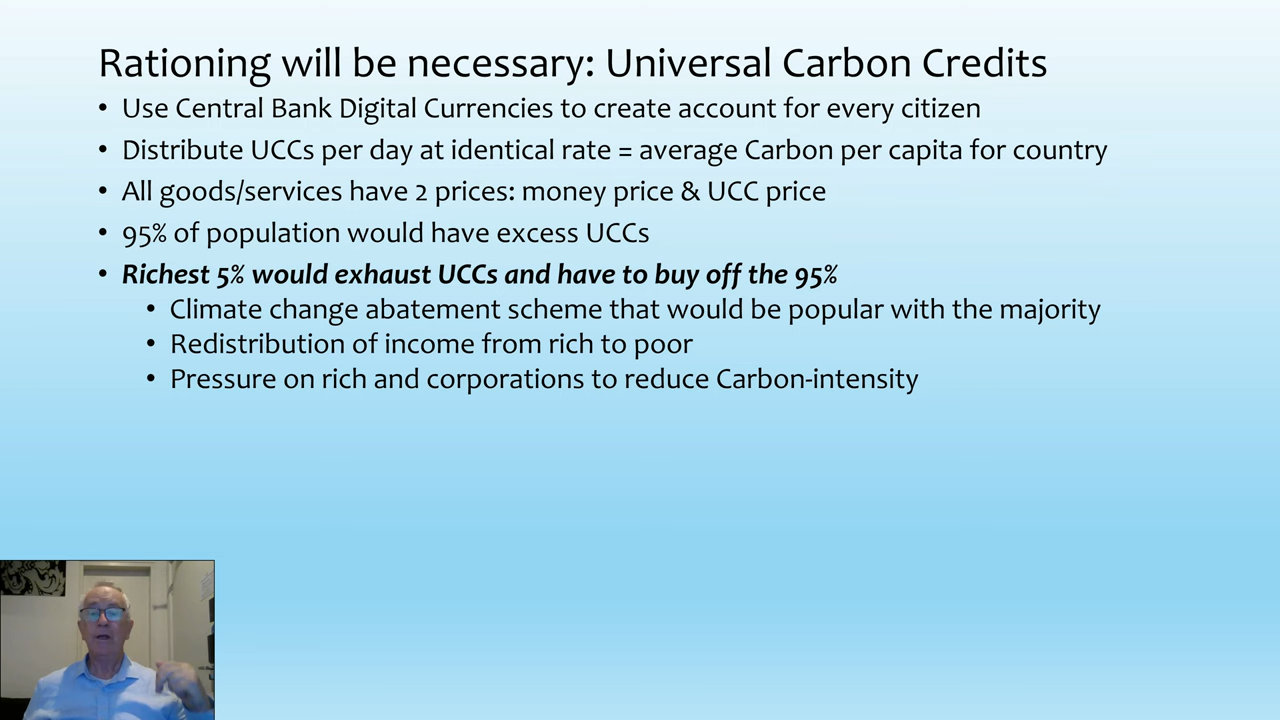 Rationing will be necessary: Universal Carbon Credits
• Use Central Bank Digital Currencies to create account for every citizen
• Distribute UCCs per day at identical rate = average Carbon per capita for country
• All goods/services have 2 prices: money price & UCC price
• 95% of population would have excess UCCs
• Richest 5% would exhaust UCCs and have to buy off the 95%
• Climate change abatement scheme that would be popular with the majority
• Redistribution of income from rich to poor
• Pressure on rich and corporations to reduce Carbon-intensity